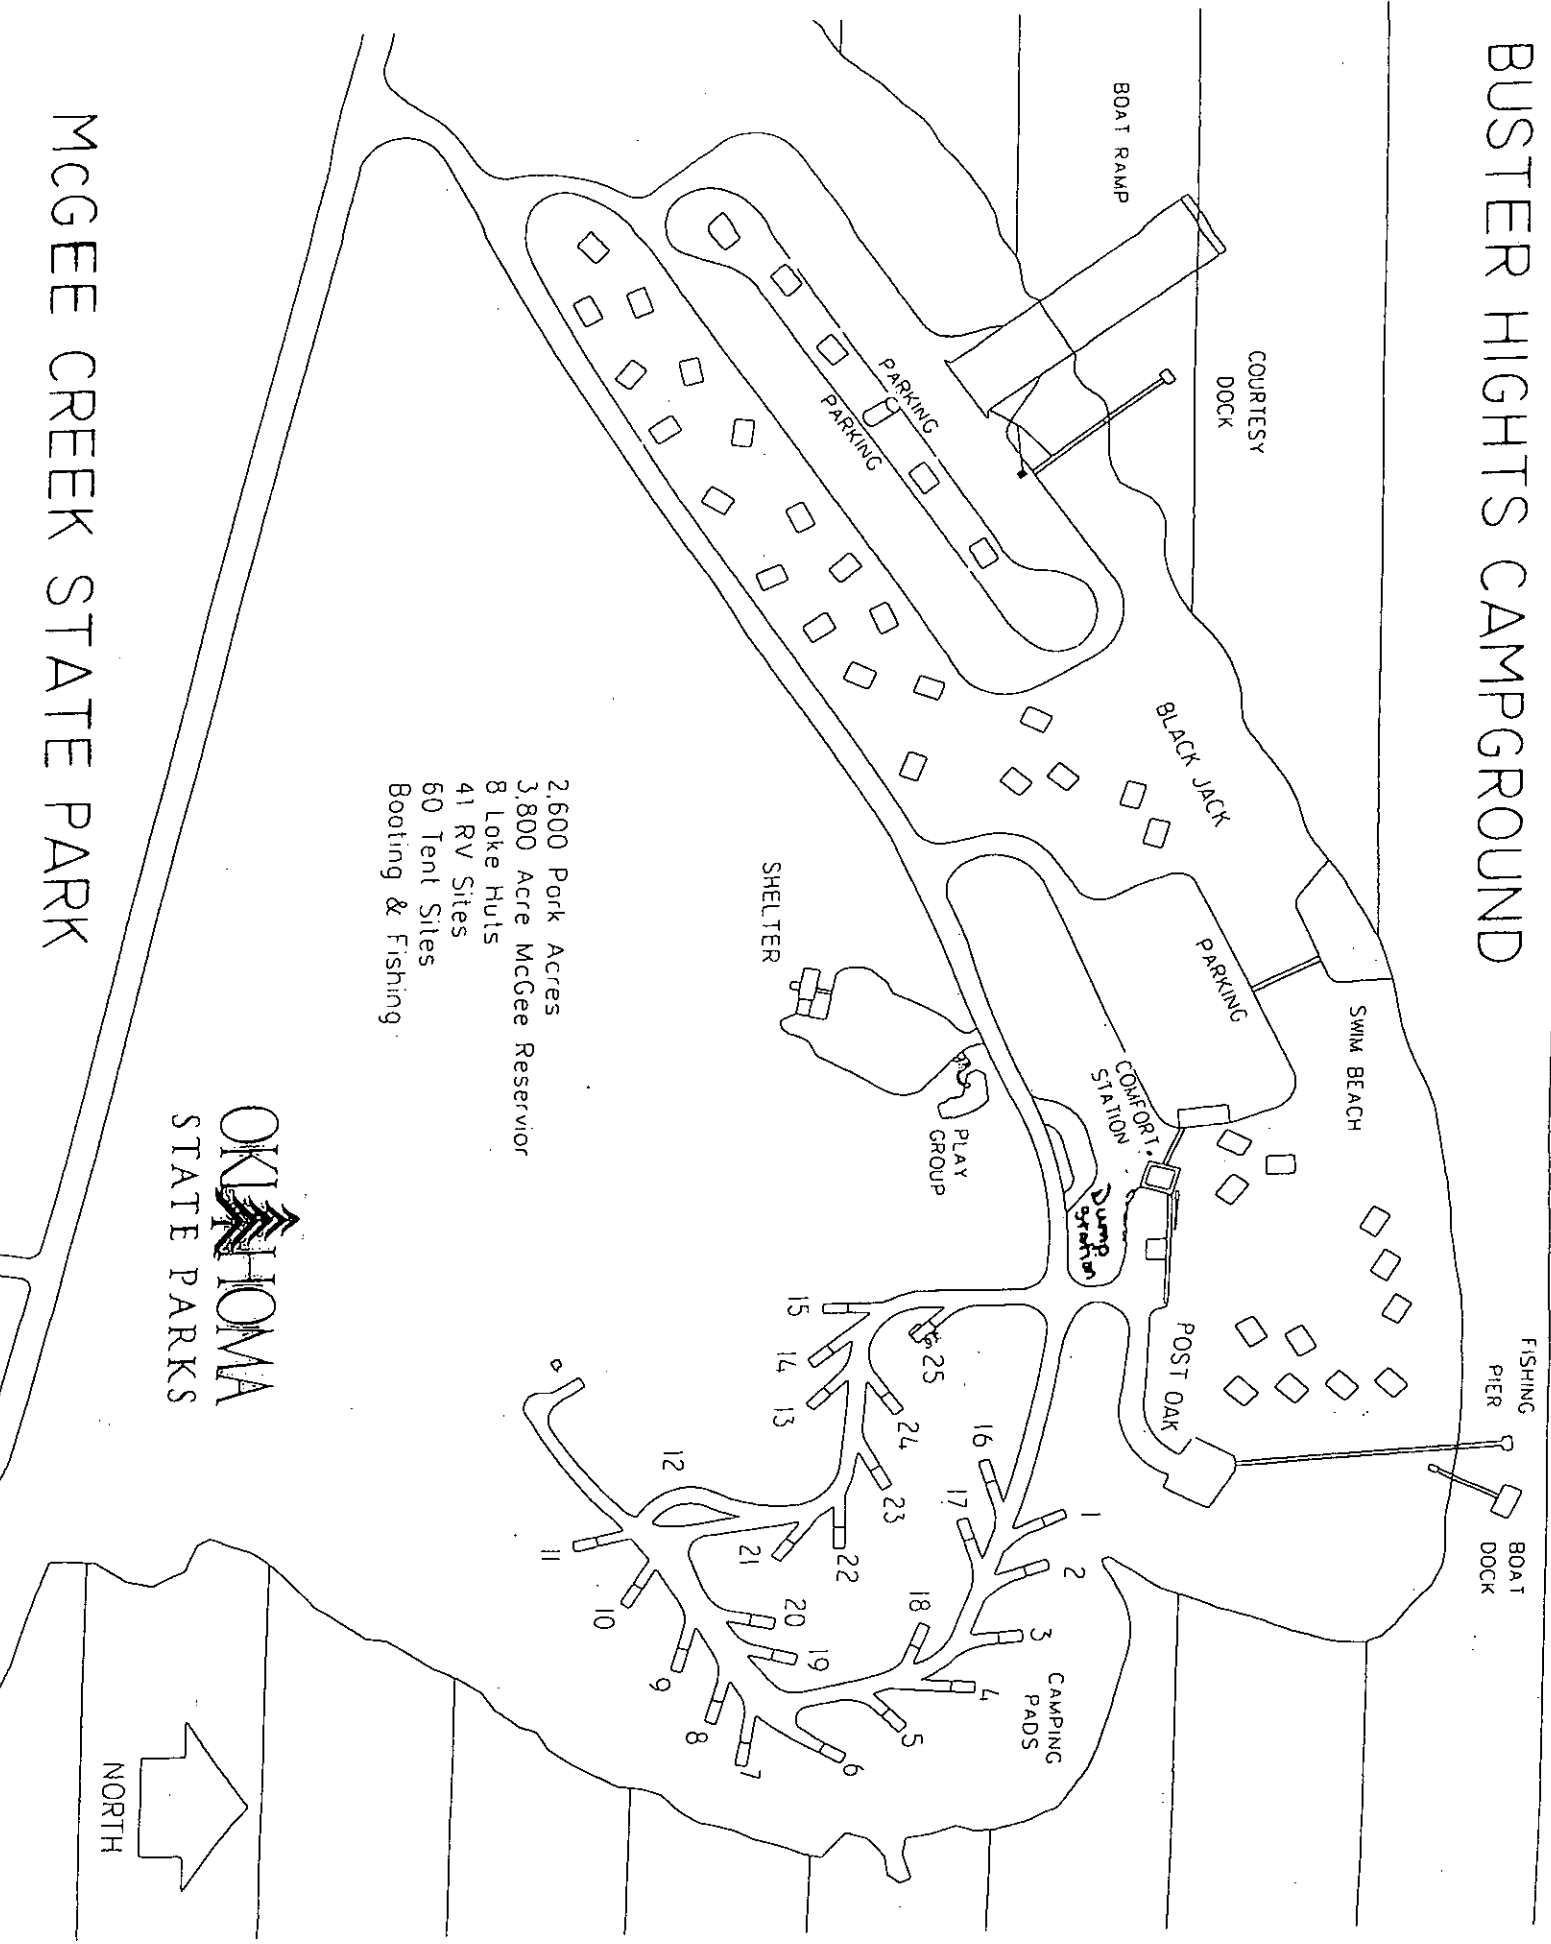 BUSTER HIGHTS CAMPGROUND
BOAT RAMP
COURTESY
DOCK
PARKING
PARKING
BLACK JACK
PARKING
SWIM BEACH
COMFORT
STATION
Dump
station
SHELTER
PLAY
GROUP
POST OAK
FISHING
PIER
BOAT
DOCK
CAMPING
PADS
1
2
3
4
5
6
7
8
9
10
11
12
13
14
15
16
17
18
19
20
21
22
23
24
25
2,600 Park Acres
3,800 Acre McGee Reservior
8 Lake Huts
41 RV Sites
60 Tent Sites
Boating & Fishing
OKLAHOMA
STATE PARKS
NORTH
McGEE CREEK STATE PARK